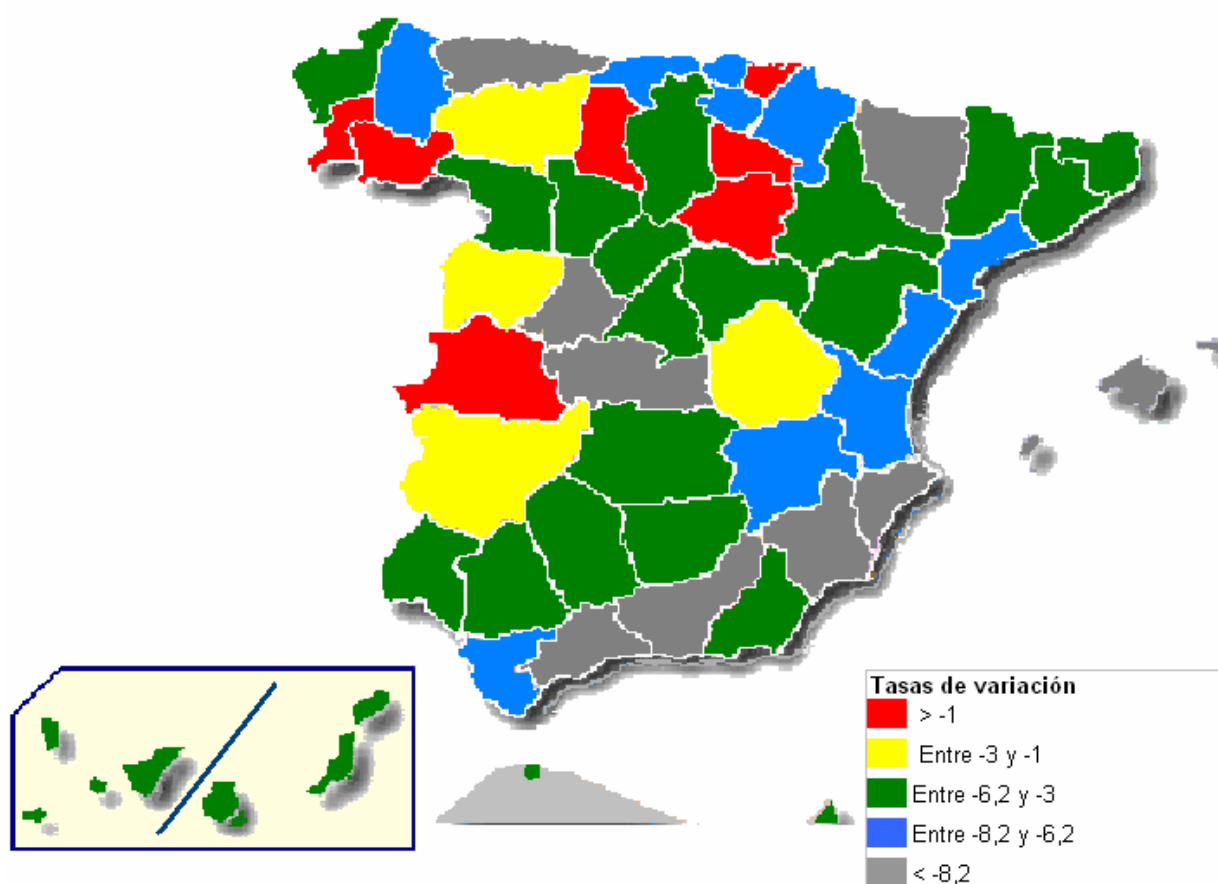 Tasas de variación
> -1
Entre -3 y -1
Entre -6,2 y -3
Entre -8,2 y -6,2
< -8,2